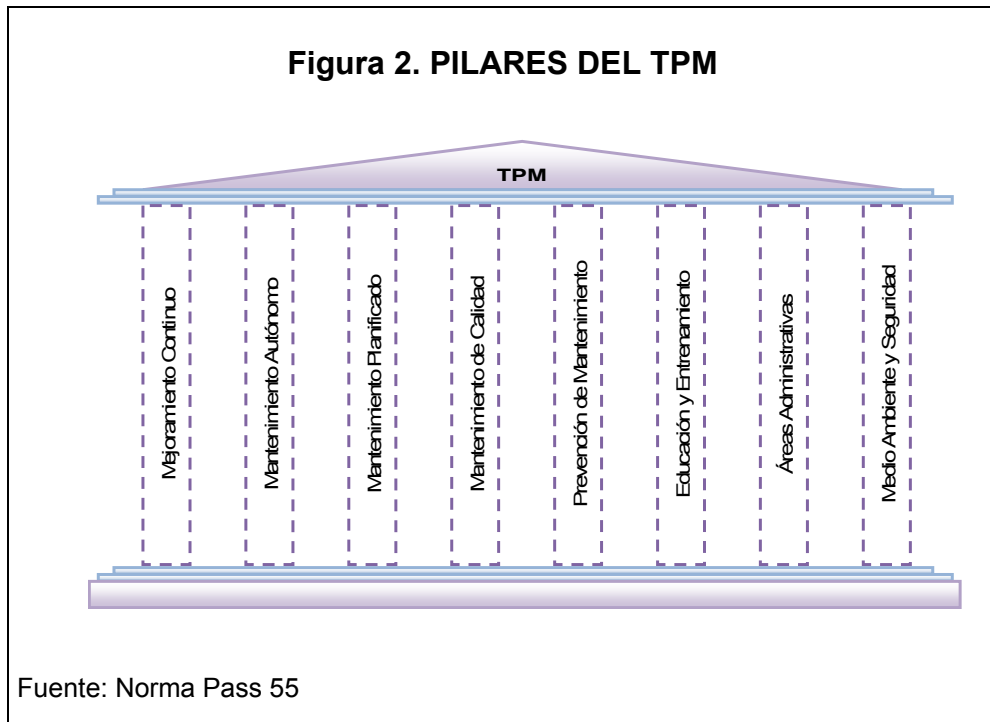 Figura 2. PILARES DEL TPM
TPM
Mejoramiento Continuo
Mantenimiento Autónomo
Mantenimiento Planificado
Mantenimiento de Calidad
Prevención de Mantenimiento
Educación y Entrenamiento
Áreas Administrativas
Medio Ambiente y Seguridad
Fuente: Norma Pass 55